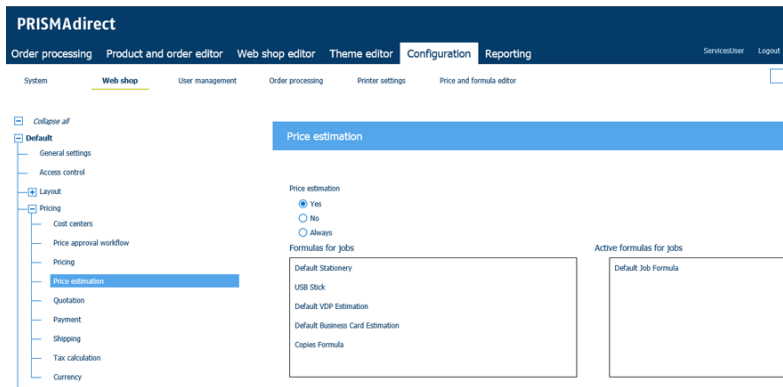 PRISMAdirect
Order processing Product and order editor Web shop editor Theme editor Configuration Reporting ServicesUser Logout
System Web shop User management Order processing Printer settings Price and formula editor
Collapse all
Default
General settings
Access control
Layout
Pricing
Cost centers
Price approval workflow
Pricing
Price estimation
Quotation
Payment
Shipping
Tax calculation
Currency
Price estimation
Price estimation
Yes
No
Always
Formulas for jobs
Default Stationery
USB Stick
Default VDP Estimation
Default Business Card Estimation
Copies Formula
Active formulas for jobs
Default Job Formula